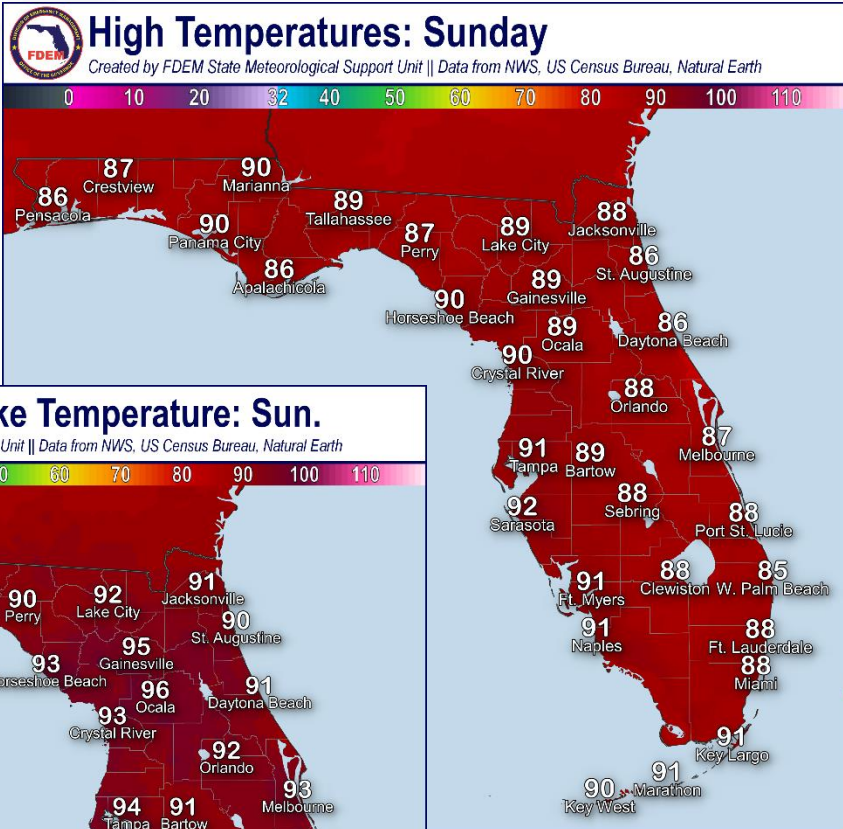 FDEM
High Temperatures: Sunday
Created by FDEM State Meteorological Support Unit || Data from NWS, US Census Bureau, Natural Earth
0 10 20 32 40 50 60 70 80 90 100 110
87
Crestview
90
Marianna
86
Pensacola
89
Tallahassee
90
Panama City
87
Perry
89
Lake City
88
Jacksonville
86
St. Augustine
86
Apalachicola
89
Gainesville
90
Horseshoe Beach
89
Ocala
86
Daytona Beach
90
Crystal River
88
Orlando
87
Melbourne
91
Tampa
89
Bartow
92
Sarasota
88
Sebring
88
Port St. Lucie
91
Ft. Myers
88
Clewiston
85
W. Palm Beach
91
Naples
88
Ft. Lauderdale
88
Miami
91
Key Largo
91
Marathon
90
Key West
ke Temperature: Sun.
Unit || Data from NWS, US Census Bureau, Natural Earth
0 60 70 80 90 100 110
90
Perry
92
Lake City
91
Jacksonville
90
St. Augustine
95
Gainesville
93
orseshoe Beach
96
Ocala
91
Daytona Beach
93
Crystal River
92
Orlando
93
Melbourne
94
Tampa
91
Bartow